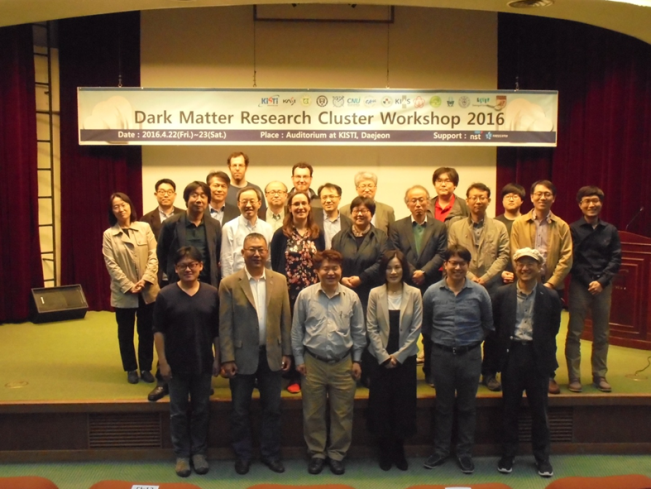 KISTI
Dark Matter Research Cluster Workshop 2016
Date : 2016.4.22(Fri.)~23(Sat.) Place : Auditorium at KISTI, Daejeon Support : nst